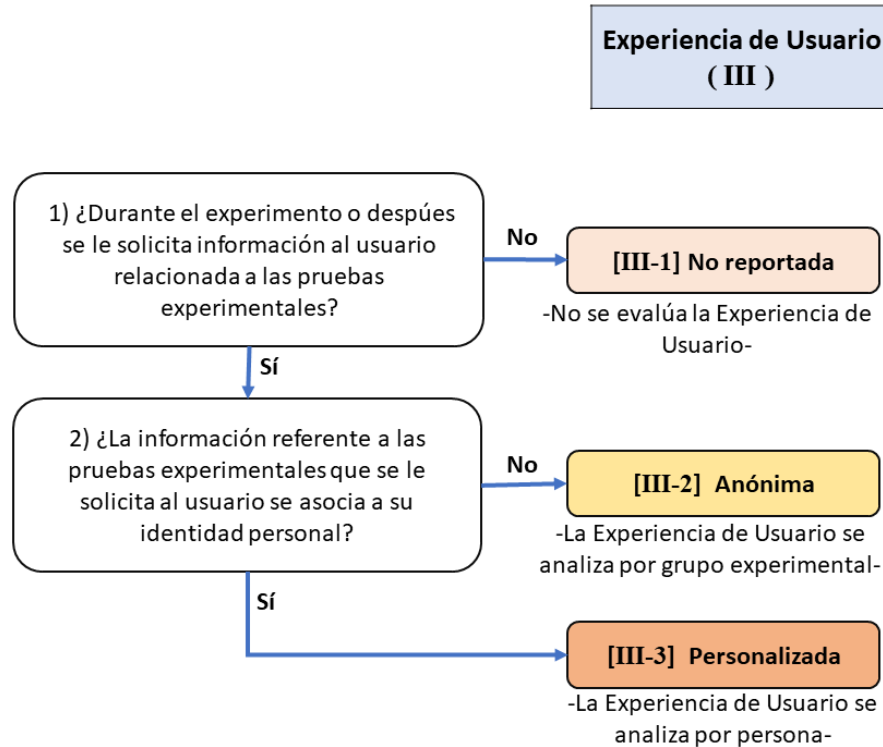 Experiencia de Usuario
( III )
1) ¿Durante el experimento o despúes
se le solicita información al usuario
relacionada a las pruebas
experimentales?
No
[III-1] No reportada
-No se evalúa la Experiencia de
Usuario-
Sí
2) ¿La información referente a las
pruebas experimentales que se le
solicita al usuario se asocia a su
identidad personal?
No
[III-2] Anónima
-La Experiencia de Usuario se
analiza por grupo experimental-
Sí
[III-3] Personalizada
-La Experiencia de Usuario se
analiza por persona-